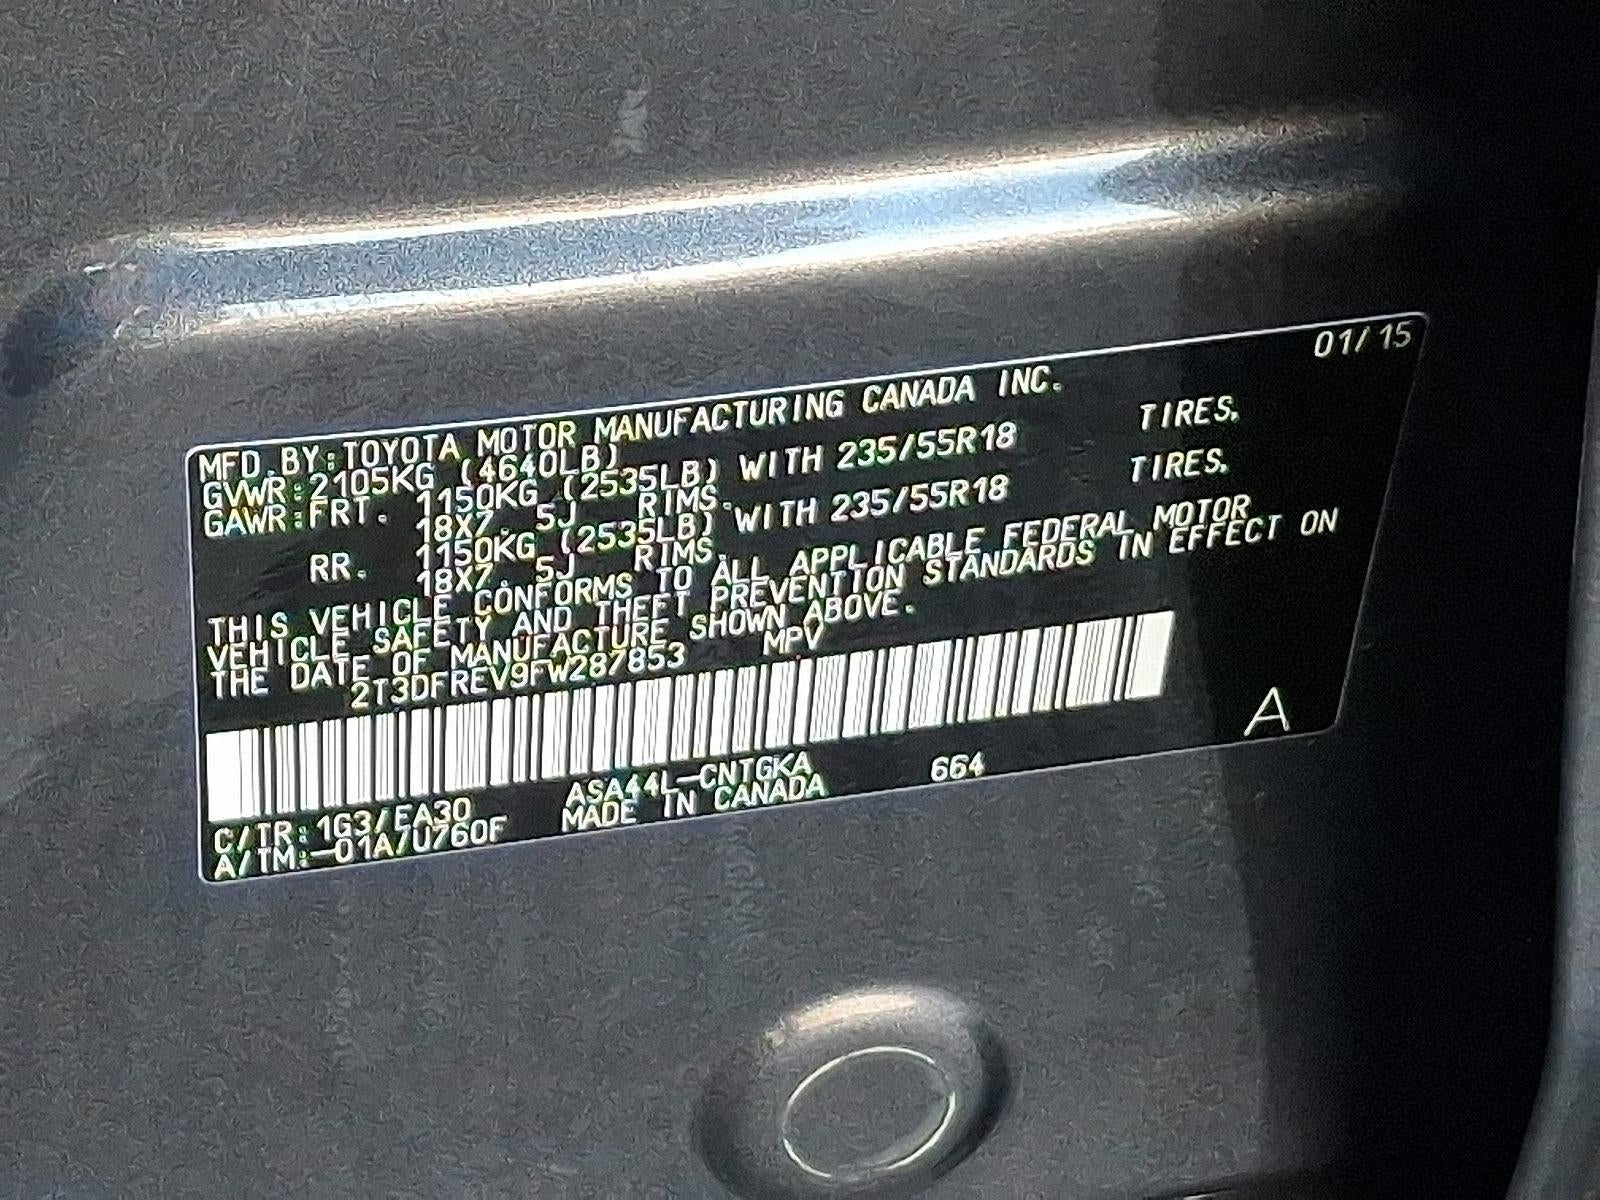 01/15
MFD.BY:TOYOTA MOTOR MANUFACTURING CANADA INC.
GVWR:2105KG (4640LB)
GAWR:FRT. 1150KG (2535LB) WITH 235/55R18 TIRES.
18X7.5J RIMS.
RR. 1150KG (2535LB) WITH 235/55R18 TIRES.
18X7.5J RIMS.
THIS VEHICLE CONFORMS TO ALL APPLICABLE FEDERAL MOTOR
VEHICLE SAFETY AND THEFT PREVENTION STANDARDS IN EFFECT ON
THE DATE OF MANUFACTURE SHOWN ABOVE.
2T3DFREV9FW287853 MPV
A
C/TR:1G3/EA30 ASA44L-CNTGKA 664
A/TM:-01A/U760F MADE IN CANADA